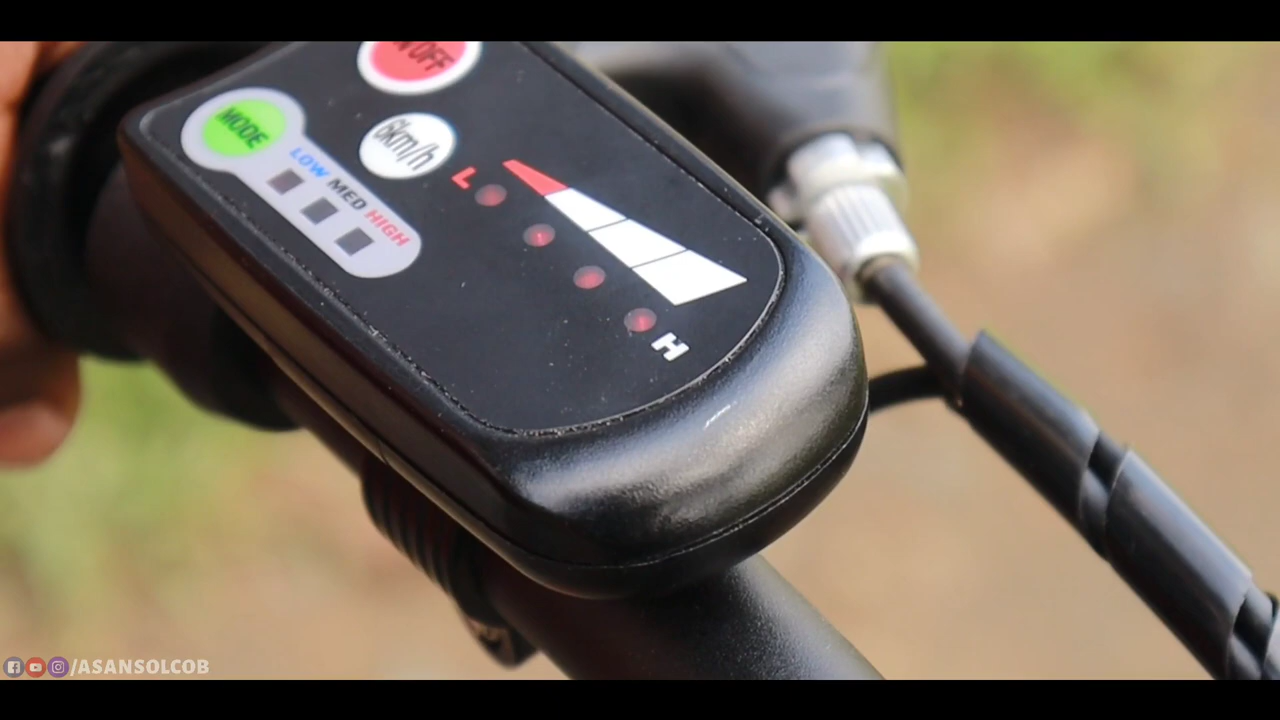 ON OFF
MODE
6km/h
LOW MED HIGH
L
H
/ASANSOLCOB